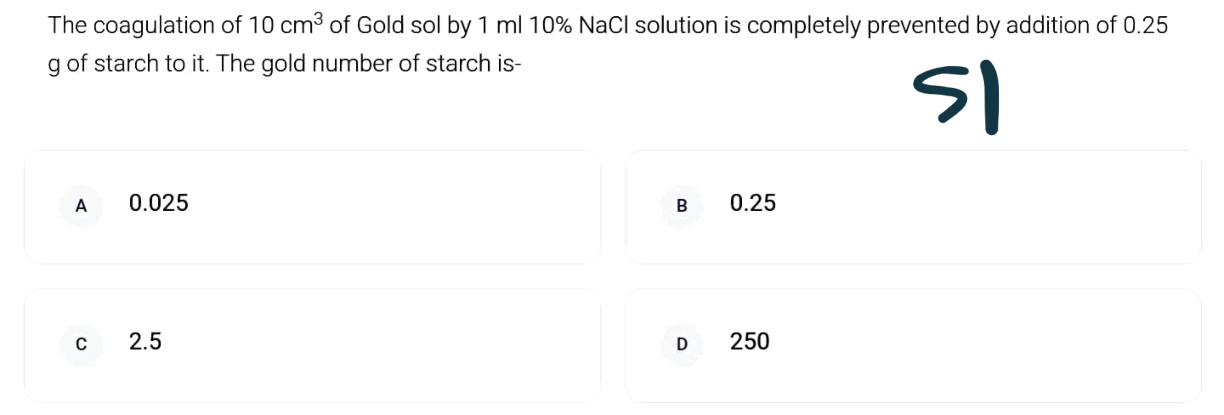 The coagulation of 10 cm³ of Gold sol by 1 ml 10% NaCl solution is completely prevented by addition of 0.25
g of starch to it. The gold number of starch is-
51
A 0.025
B 0.25
C 2.5
D 250